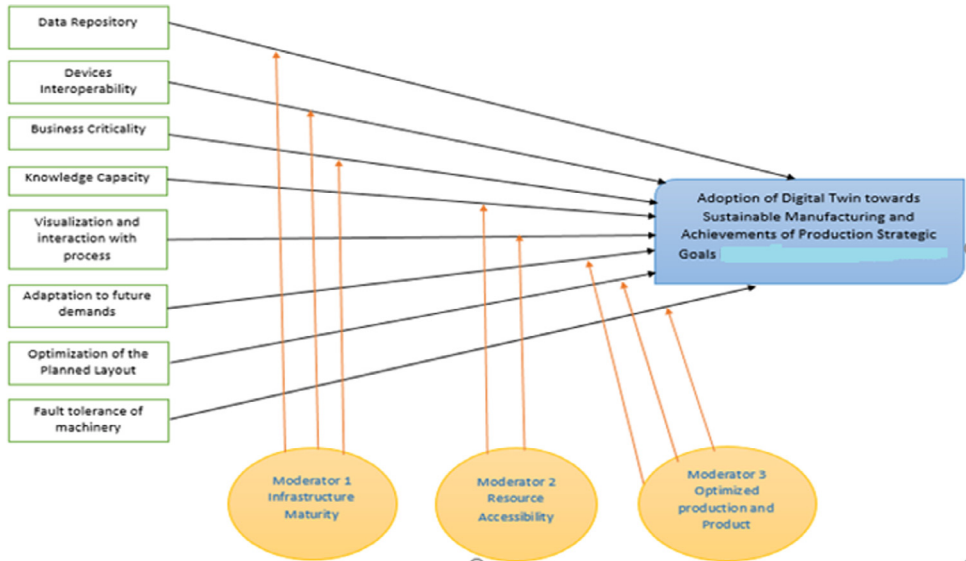 Data Repository
Devices
Interoperability
Business Criticality
Knowledge Capacity
Visualization and
interaction with
process
Adaptation to future
demands
Optimization of the
Planned Layout
Fault tolerance of
machinery
Adoption of Digital Twin towards
Sustainable Manufacturing and
Achievements of Production Strategic
Goals
Moderator 1
Infrastructure
Maturity
Moderator 2
Resource
Accessibility
Moderator 3
Optimized
production and
Product